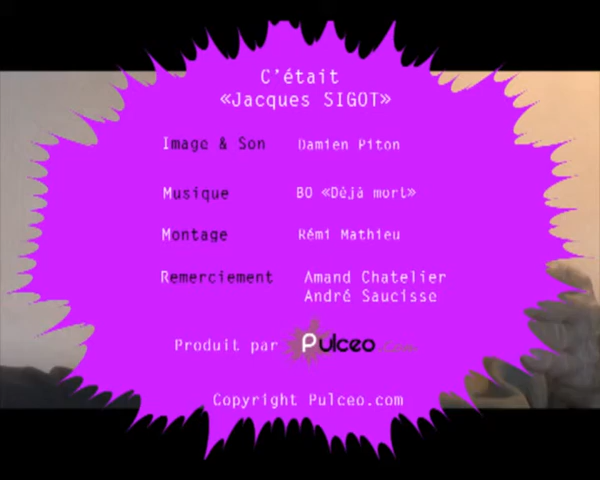 C'était
«Jacques SIGOT»
Image & Son Damien Piton
Musique BO «Déjà mort»
Montage Rémi Mathieu
Remerciement Amand Chatelier
André Saucisse
Produit par Pulceo.Com
Copyright Pulceo.com